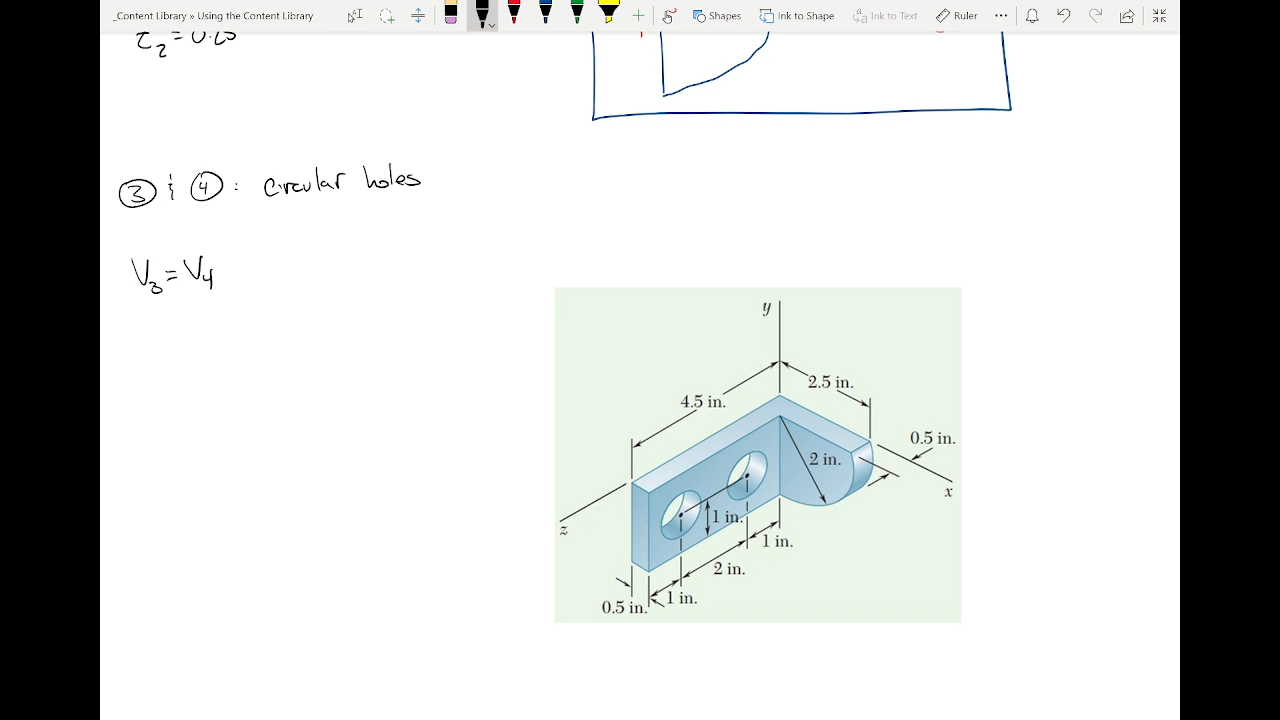 _Content Library » Using the Content Library
Shapes
Ink to Shape
Ink to Text
Ruler
③ & ④ : circular holes
V₃ = V₄
y
2.5 in.
4.5 in.
0.5 in.
2 in.
x
1 in.
z
1 in.
2 in.
1 in.
0.5 in.